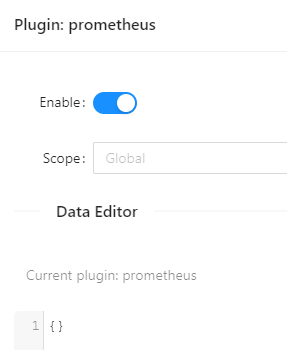 Plugin: prometheus
Enable:
Scope: Global
Data Editor
Current plugin: prometheus
1 {}